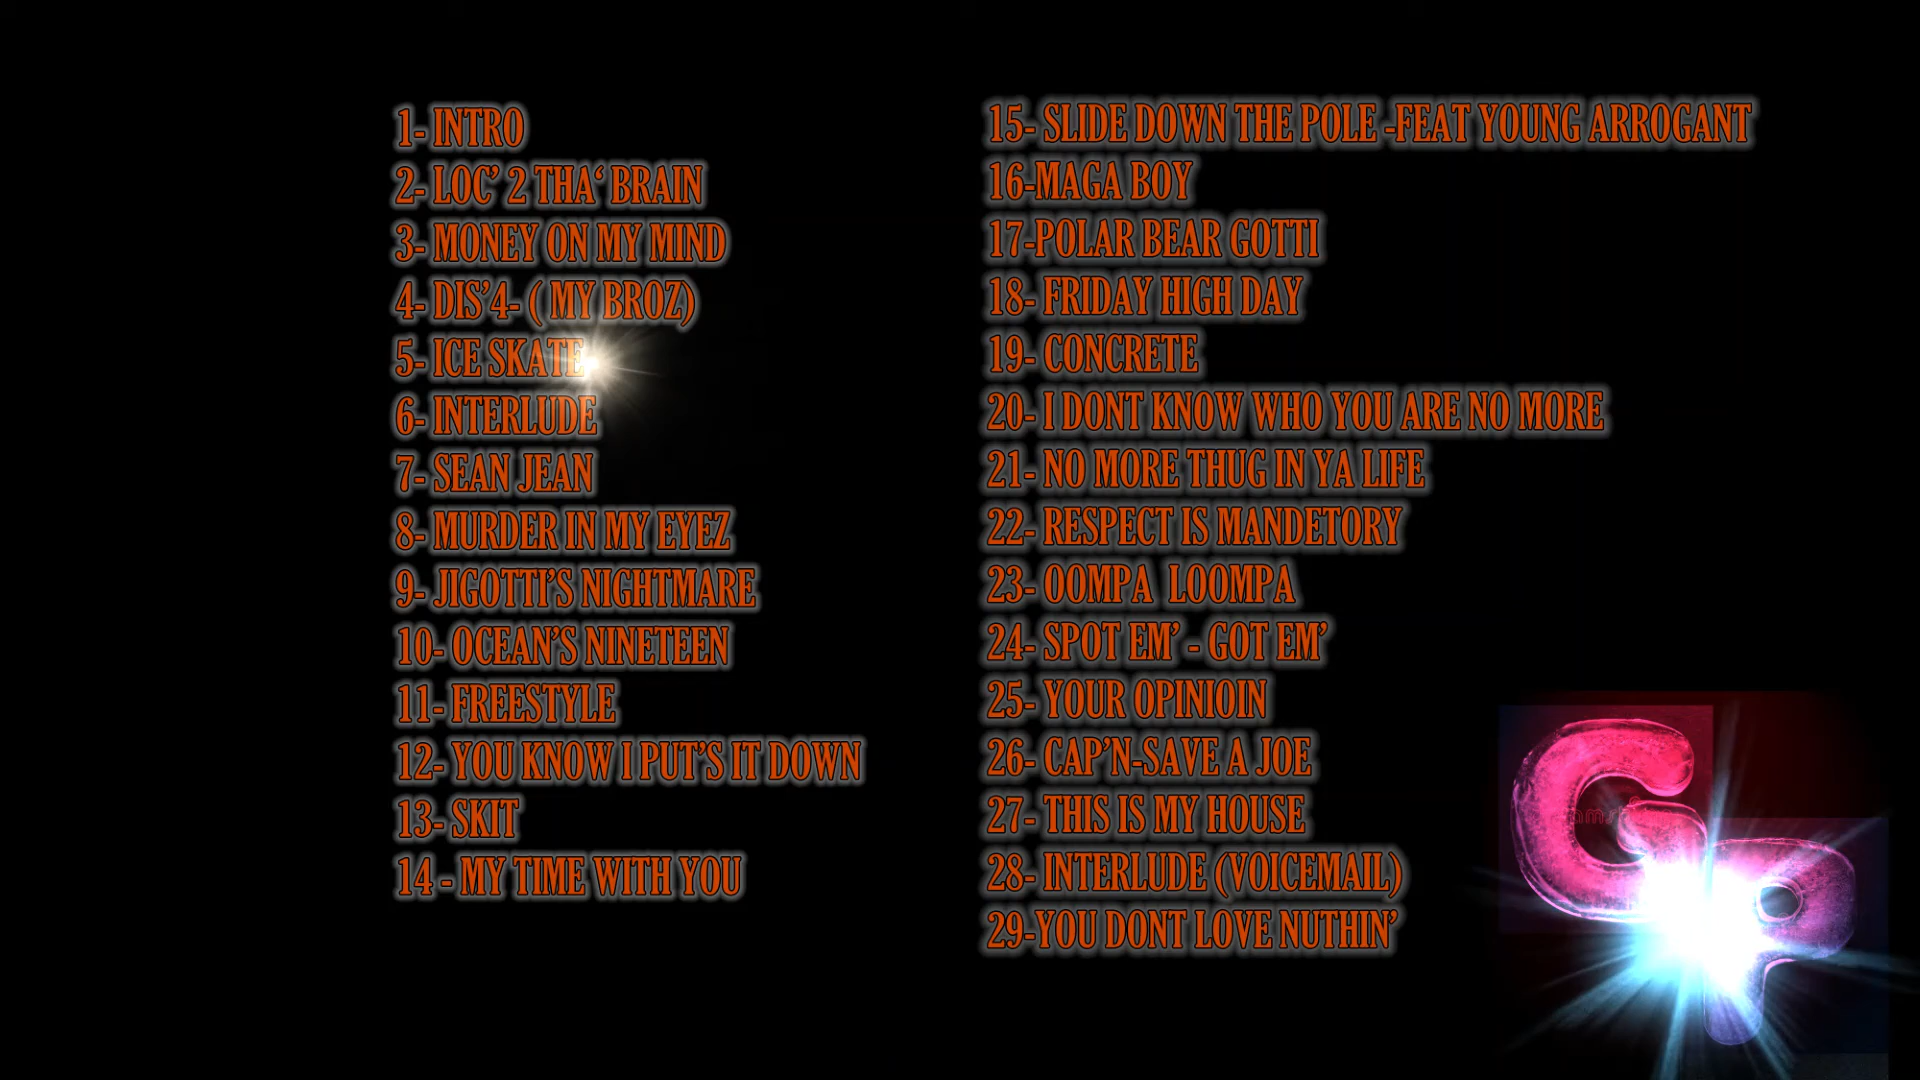 1- INTRO
2- LOC’ 2 THA‘ BRAIN
3- MONEY ON MY MIND
4- DIS’4- ( MY BROZ)
5- ICE SKATE
6- INTERLUDE
7- SEAN JEAN
8- MURDER IN MY EYEZ
9- JIGOTTI’S NIGHTMARE
10- OCEAN’S NINETEEN
11- FREESTYLE
12- YOU KNOW I PUT’S IT DOWN
13- SKIT
14 - MY TIME WITH YOU
15- SLIDE DOWN THE POLE -FEAT YOUNG ARROGANT
16-MAGA BOY
17-POLAR BEAR GOTTI
18- FRIDAY HIGH DAY
19- CONCRETE
20- I DONT KNOW WHO YOU ARE NO MORE
21- NO MORE THUG IN YA LIFE
22- RESPECT IS MANDETORY
23- OOMPA  LOOMPA
24- SPOT EM’ - GOT EM’
25- YOUR OPINIOIN
26- CAP’N-SAVE A JOE
27- THIS IS MY HOUSE
28- INTERLUDE (VOICEMAIL)
29-YOU DONT LOVE NUTHIN’
GP